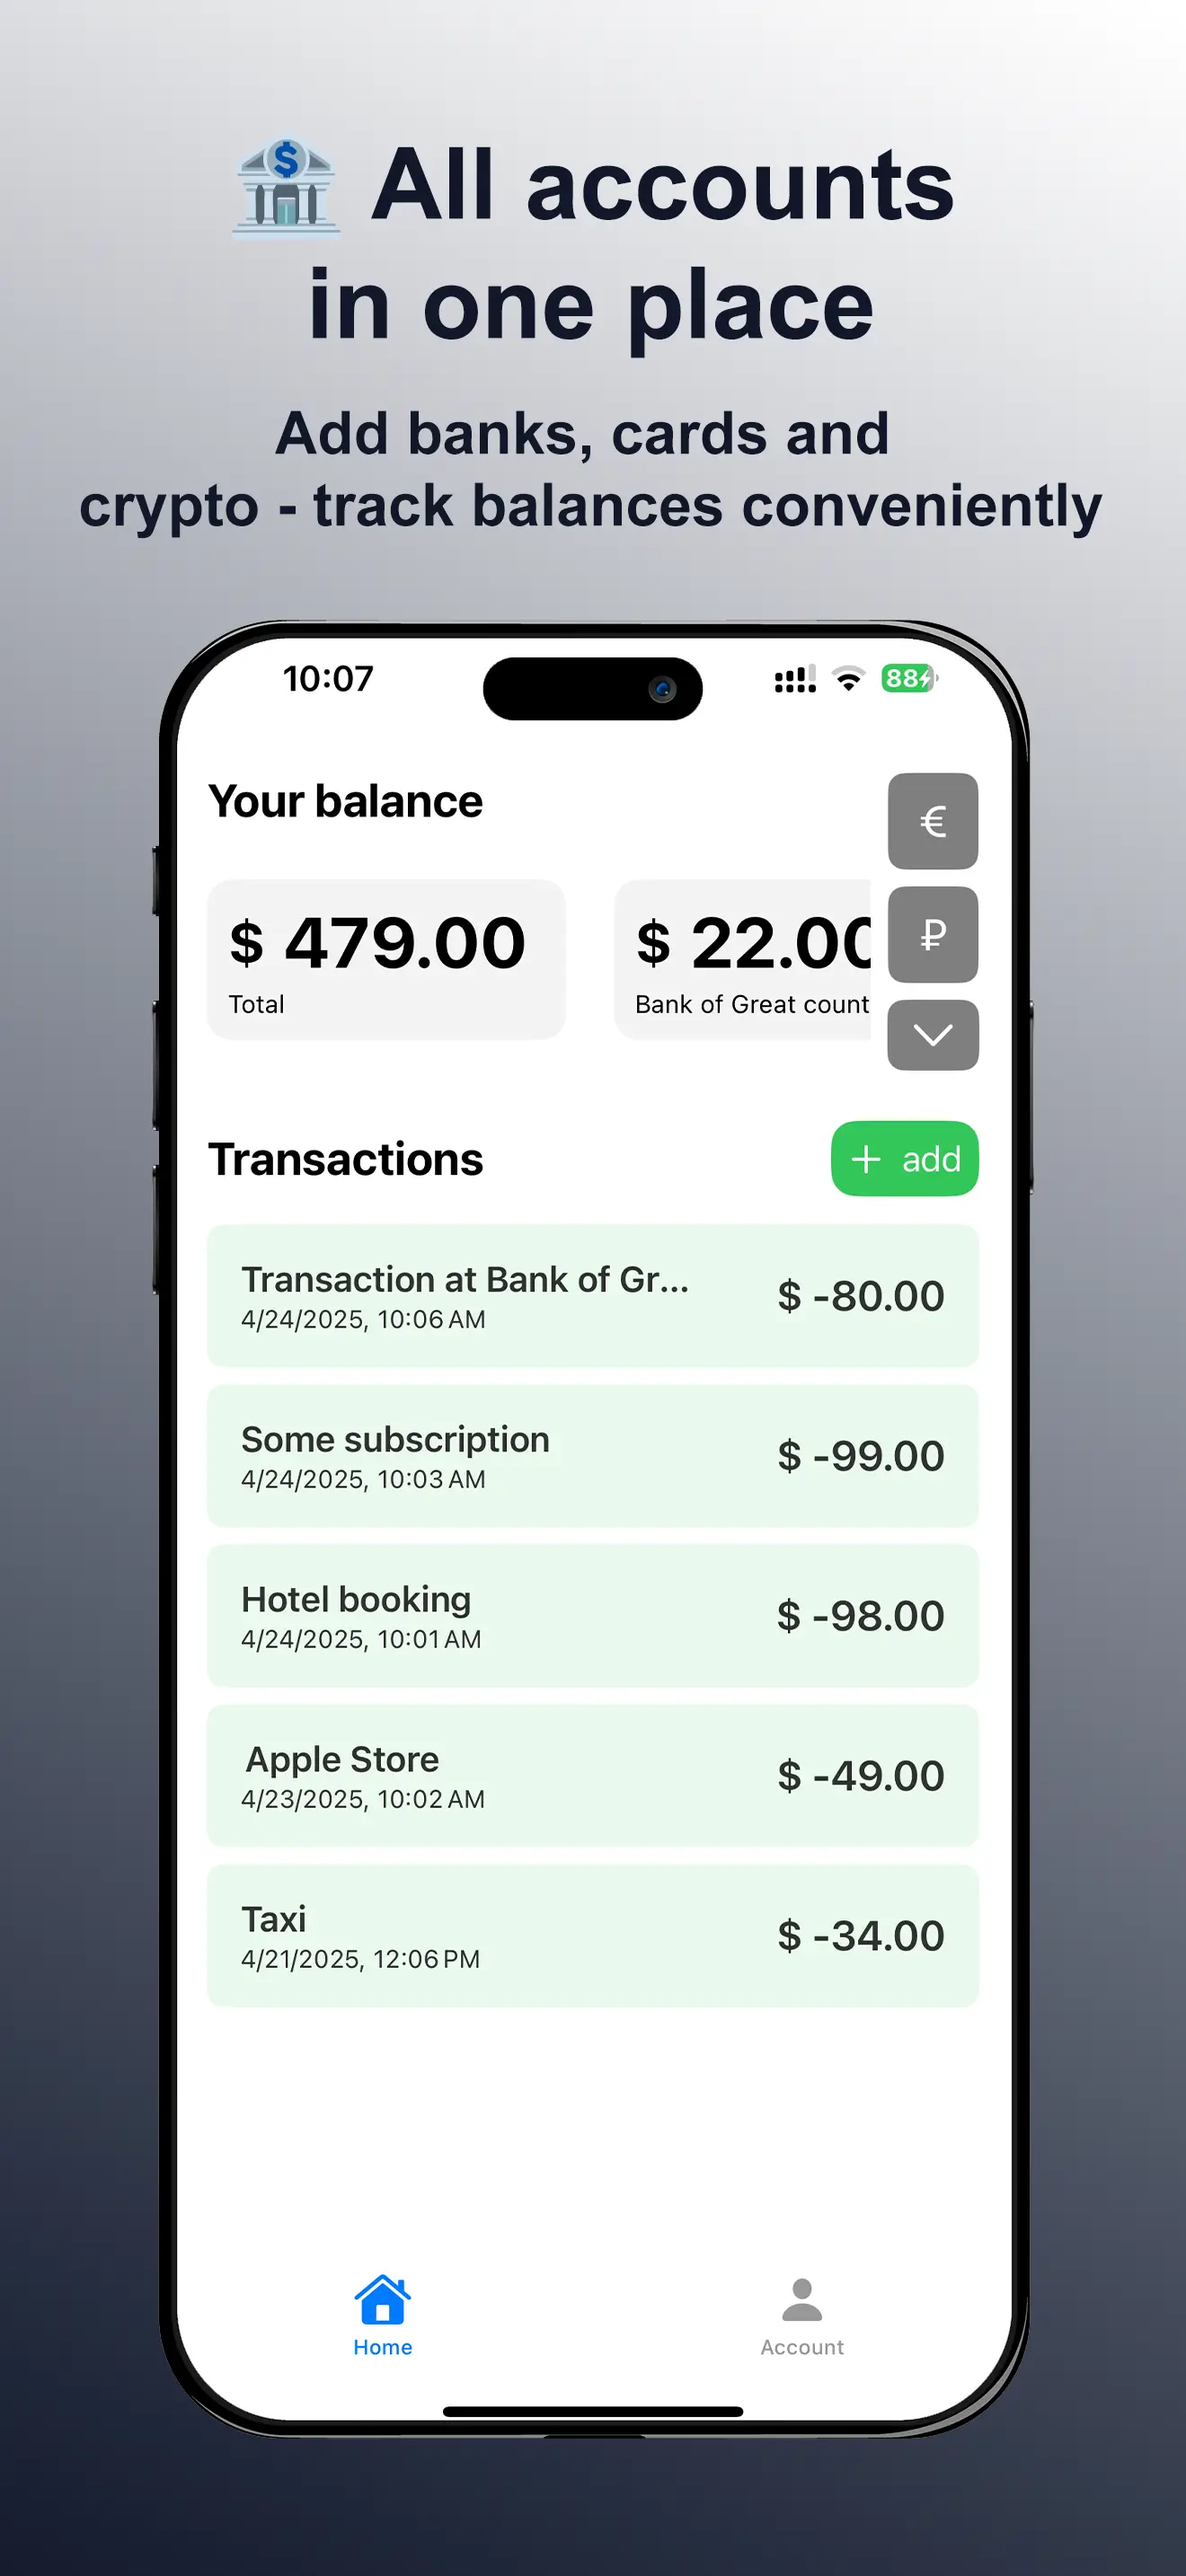 All accounts
in one place
Add banks, cards and
crypto - track balances conveniently
10:07
88
Your balance
€
$ 479.00
Total
$ 22.00
Bank of Great count
₽
Transactions
+ add
Transaction at Bank of Gr...
$ -80.00
4/24/2025, 10:06 AM
Some subscription
$ -99.00
4/24/2025, 10:03 AM
Hotel booking
$ -98.00
4/24/2025, 10:01 AM
Apple Store
$ -49.00
4/23/2025, 10:02 AM
Taxi
$ -34.00
4/21/2025, 12:06 PM
Home
Account